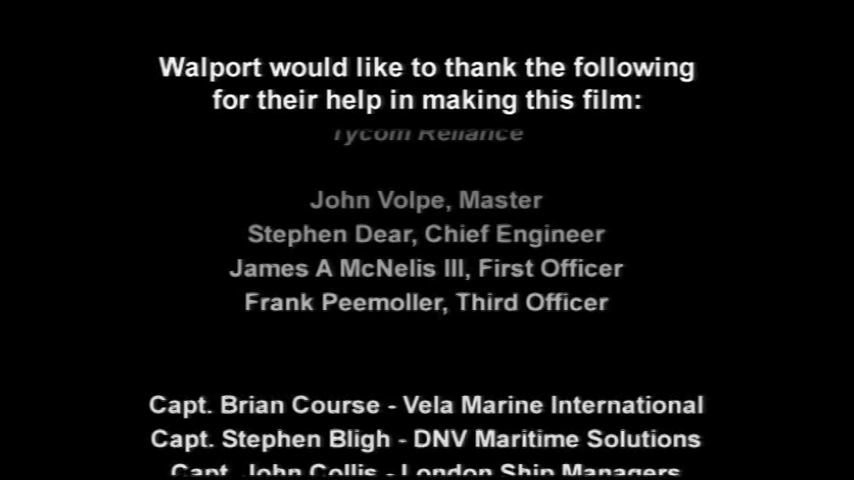 Walport would like to thank the following
for their help in making this film:
Tycom Reliance
John Volpe, Master
Stephen Dear, Chief Engineer
James A McNelis III, First Officer
Frank Peemoller, Third Officer
Capt. Brian Course - Vela Marine International
Capt. Stephen Bligh - DNV Maritime Solutions
Capt. John Collis - London Ship Managers